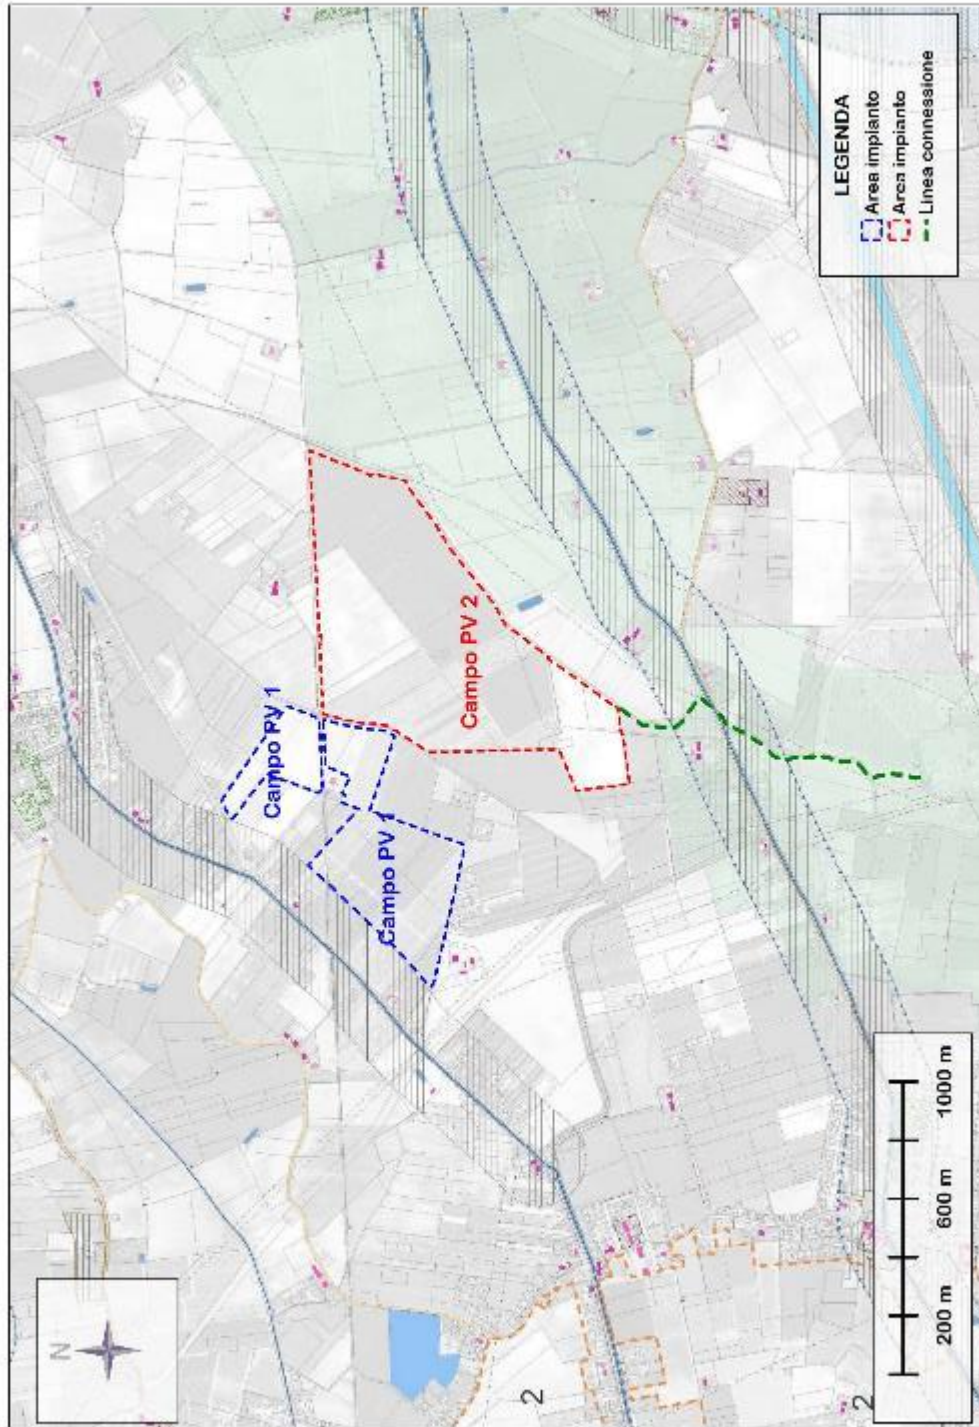 N
Campo PV 1
Campo PV 1
Campo PV 2
2
2
200 m
600 m
1000 m
LEGENDA
Area impianto
Area impianto
Linea connessione